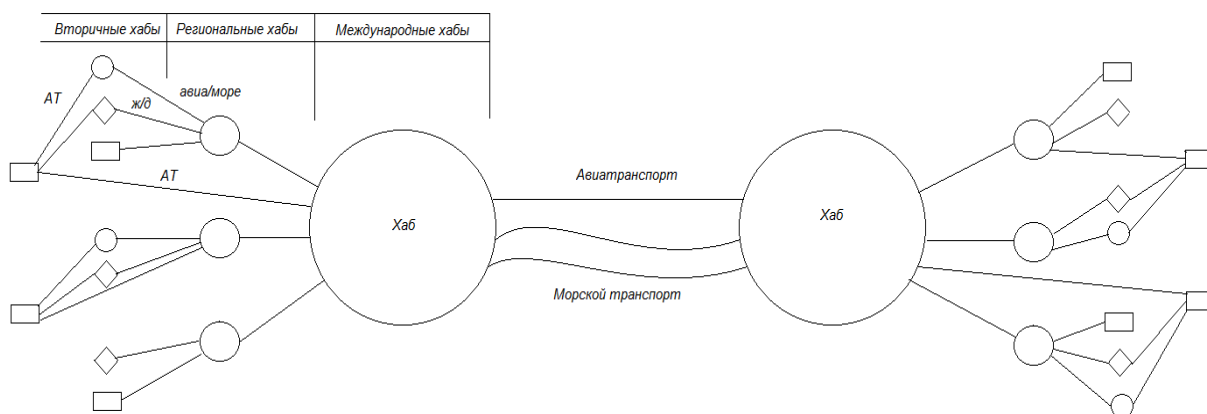 Вторичные хабы
Региональные хабы
Международные хабы
АТ
ж/д
авиа/море
АТ
Хаб
Авиатранспорт
Морской транспорт
Хаб